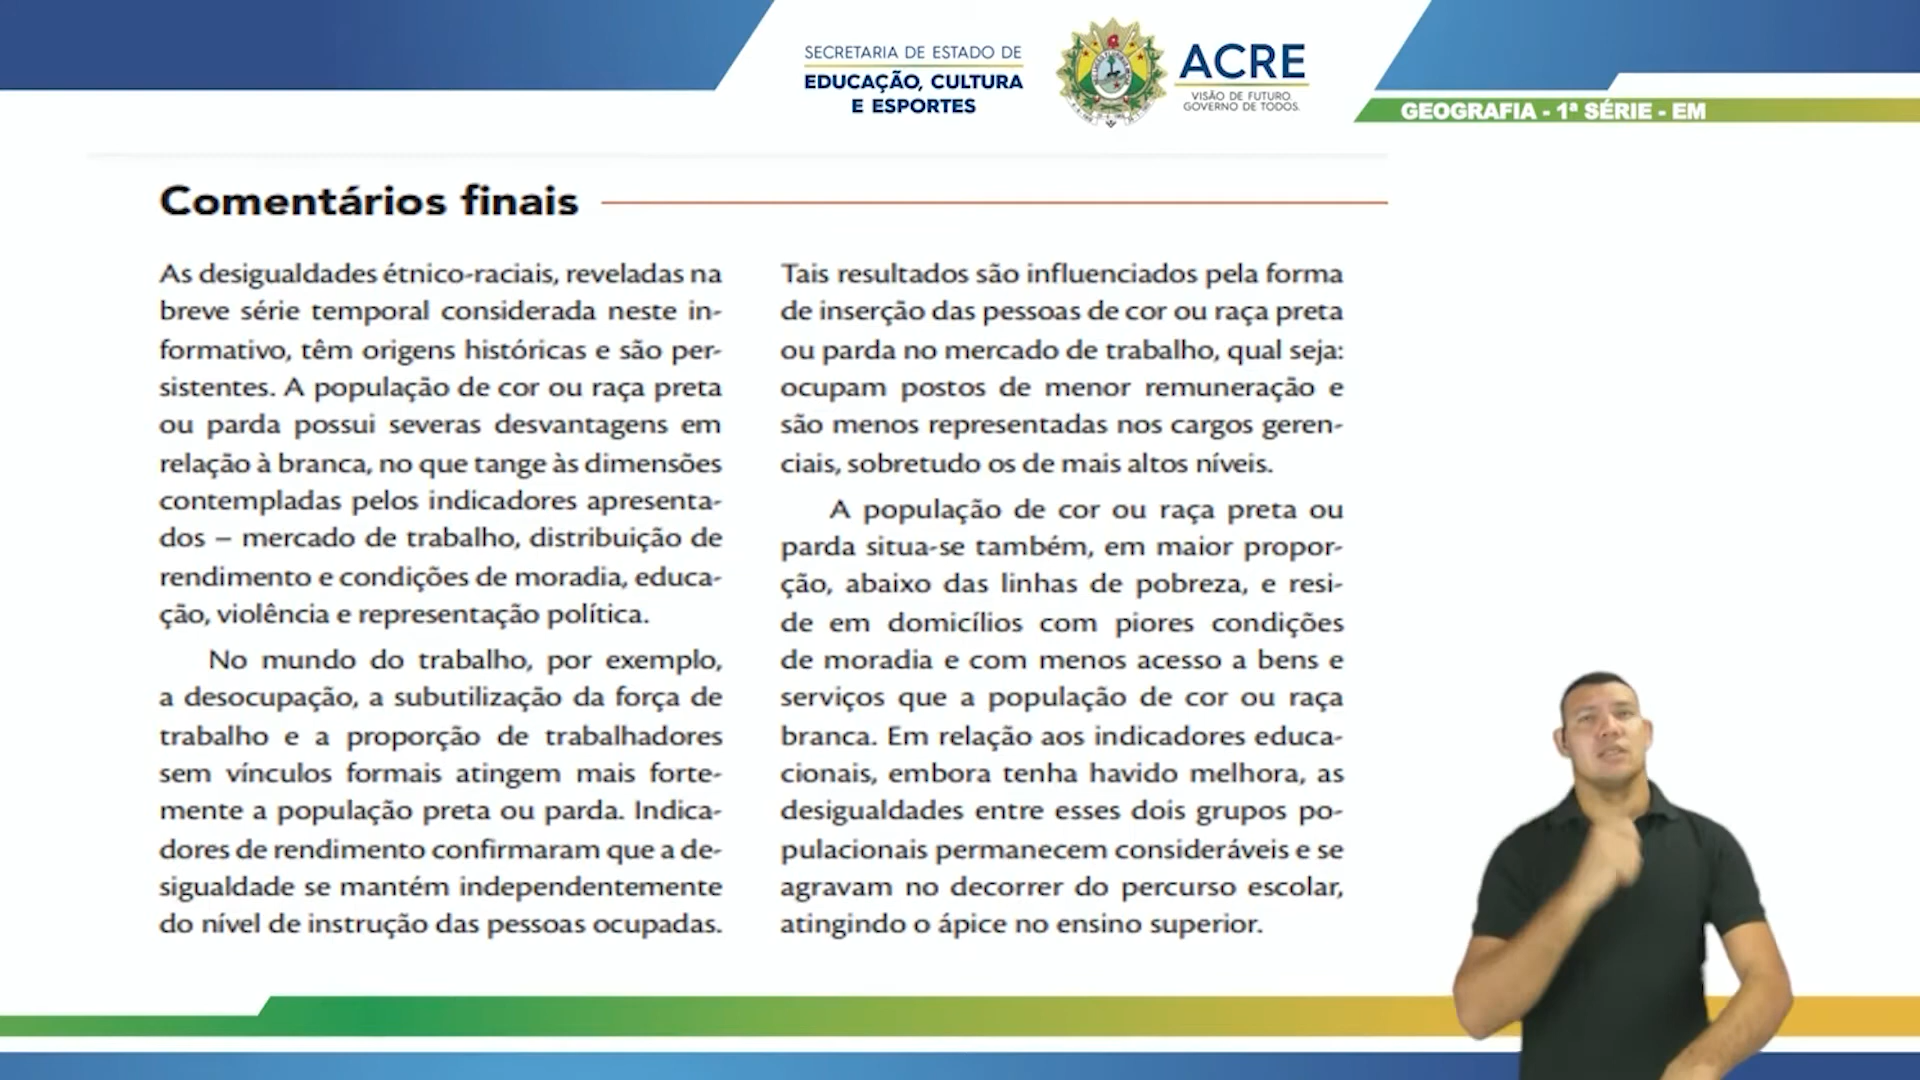 SECRETARIA DE ESTADO DE
EDUCAÇÃO, CULTURA
E ESPORTES
ACRE
VISÃO DE FUTURO.
GOVERNO DE TODOS.
GEOGRAFIA - 1ª SÉRIE - EM
Comentários finais
As desigualdades étnico-raciais, reveladas na
breve série temporal considerada neste in-
formativo, têm origens históricas e são per-
sistentes. A população de cor ou raça preta
ou parda possui severas desvantagens em
relação à branca, no que tange às dimensões
contempladas pelos indicadores apresenta-
dos – mercado de trabalho, distribuição de
rendimento e condições de moradia, educa-
ção, violência e representação política.
No mundo do trabalho, por exemplo,
a desocupação, a subutilização da força de
trabalho e a proporção de trabalhadores
sem vínculos formais atingem mais forte-
mente a população preta ou parda. Indica-
dores de rendimento confirmaram que a de-
sigualdade se mantém independentemente
do nível de instrução das pessoas ocupadas.
Tais resultados são influenciados pela forma
de inserção das pessoas de cor ou raça preta
ou parda no mercado de trabalho, qual seja:
ocupam postos de menor remuneração e
são menos representadas nos cargos geren-
ciais, sobretudo os de mais altos níveis.
A população de cor ou raça preta ou
parda situa-se também, em maior propor-
ção, abaixo das linhas de pobreza, e resi-
de em domicílios com piores condições
de moradia e com menos acesso a bens e
serviços que a população de cor ou raça
branca. Em relação aos indicadores educa-
cionais, embora tenha havido melhora, as
desigualdades entre esses dois grupos po-
pulacionais permanecem consideráveis e se
agravam no decorrer do percurso escolar,
atingindo o ápice no ensino superior.